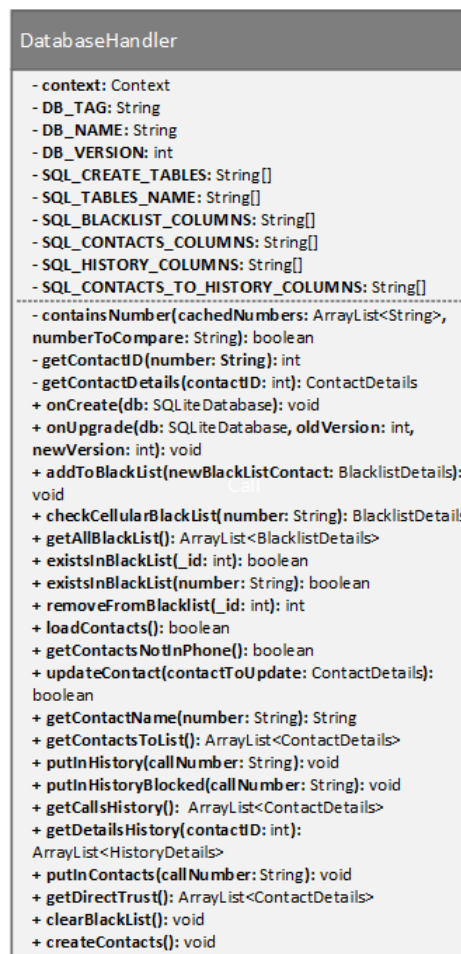 DatabaseHandler
- context: Context
- DB_TAG: String
- DB_NAME: String
- DB_VERSION: int
- SQL_CREATE_TABLES: String[]
- SQL_TABLES_NAME: String[]
- SQL_BLACKLIST_COLUMNS: String[]
- SQL_CONTACTS_COLUMNS: String[]
- SQL_HISTORY_COLUMNS: String[]
- SQL_CONTACTS_TO_HISTORY_COLUMNS: String[]
- containsNumber(cachedNumbers: ArrayList<String>,
numberToCompare: String): boolean
- getContactID(number: String): int
- getContactDetails(contactID: int): ContactDetails
+ onCreate(db: SQLiteDatabase): void
+ onUpgrade(db: SQLiteDatabase, oldVersion: int,
newVersion: int): void
+ addToBlackList(newBlackListContact: BlacklistDetails):
void
Call
+ checkCellularBlackList(number: String): BlacklistDetails
+ getAllBlackList(): ArrayList<BlacklistDetails>
+ existsInBlackList(_id: int): boolean
+ existsInBlackList(number: String): boolean
+ removeFromBlacklist(_id: int): int
+ loadContacts(): boolean
+ getContactsNotInPhone(): boolean
+ updateContact(contactToUpdate: ContactDetails):
boolean
+ getContactName(number: String): String
+ getContactsToList(): ArrayList<ContactDetails>
+ putInHistory(callNumber: String): void
+ putInHistoryBlocked(callNumber: String): void
+ getCallsHistory(): ArrayList<ContactDetails>
+ getDetailsHistory(contactID: int):
ArrayList<HistoryDetails>
+ putInContacts(callNumber: String): void
+ getDirectTrust(): ArrayList<ContactDetails>
+ clearBlackList(): void
+ createContacts(): void